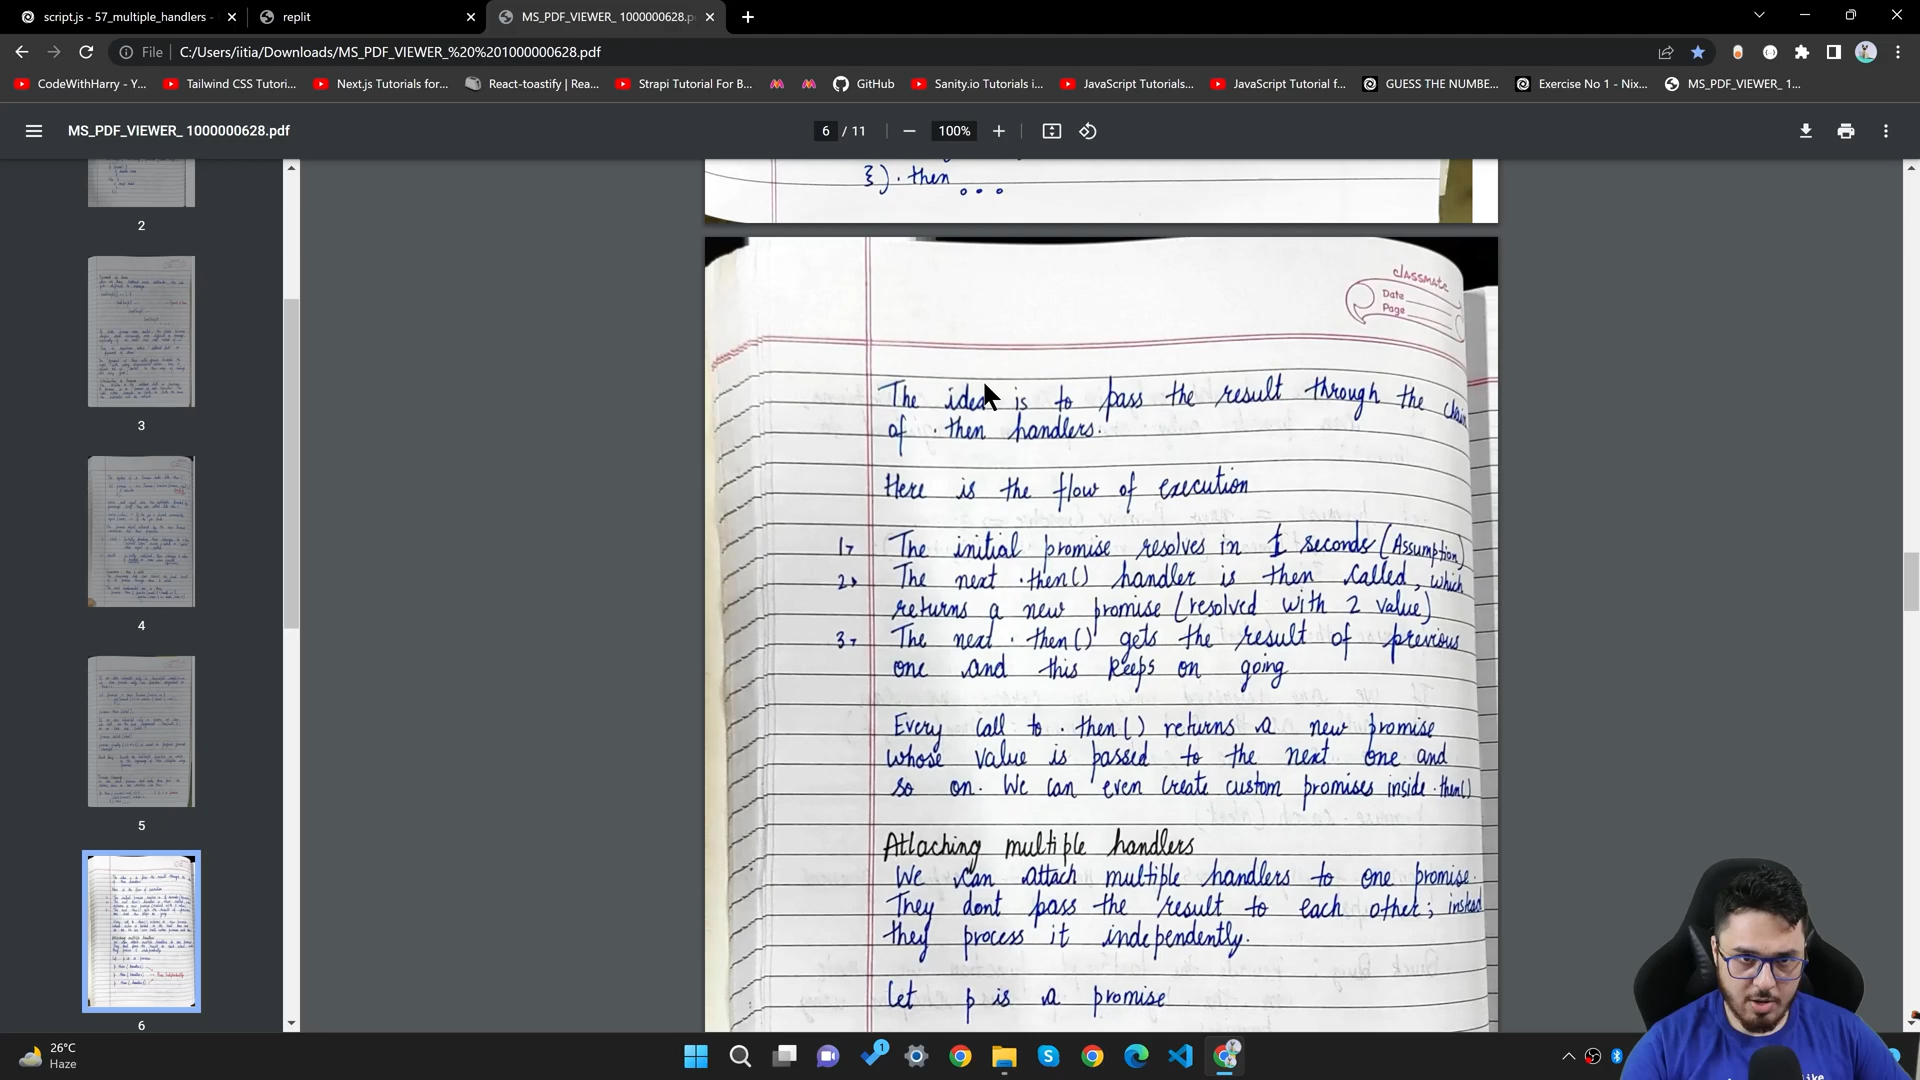 script.js - 57_multiple_handlers -
replit
MS_PDF_VIEWER_ 1000000628.p
File
C:/Users/iitia/Downloads/MS_PDF_VIEWER_%20%201000000628.pdf
CodeWithHarry - Y...
Tailwind CSS Tutori...
Next.js Tutorials for...
React-toastify | Rea...
Strapi Tutorial For B...
GitHub
Sanity.io Tutorials i...
JavaScript Tutorials...
JavaScript Tutorial f...
GUESS THE NUMBE...
Exercise No 1 - Nix...
MS_PDF_VIEWER_ 1...
MS_PDF_VIEWER_ 1000000628.pdf
6 / 11
100%
2
3
4
5
6
}) . then ...
classmate
Date
Page
The idea is to pass the result through the chain
of .then handlers.
Here is the flow of execution
1> The initial promise resolves in 1 seconds (Assumption)
2> The next .then() handler is then called, which
returns a new promise (resolved with 2 value)
3> The next .then() gets the result of previous
one and this keeps on going
Every call to .then() returns a new promise
whose value is passed to the next one and
so on. We can even create custom promises inside .then()
Attaching multiple handlers
We can attach multiple handlers to one promise.
They dont pass the result to each other; instead
they process it independently.
Let p is a promise
26°C
Haze
1